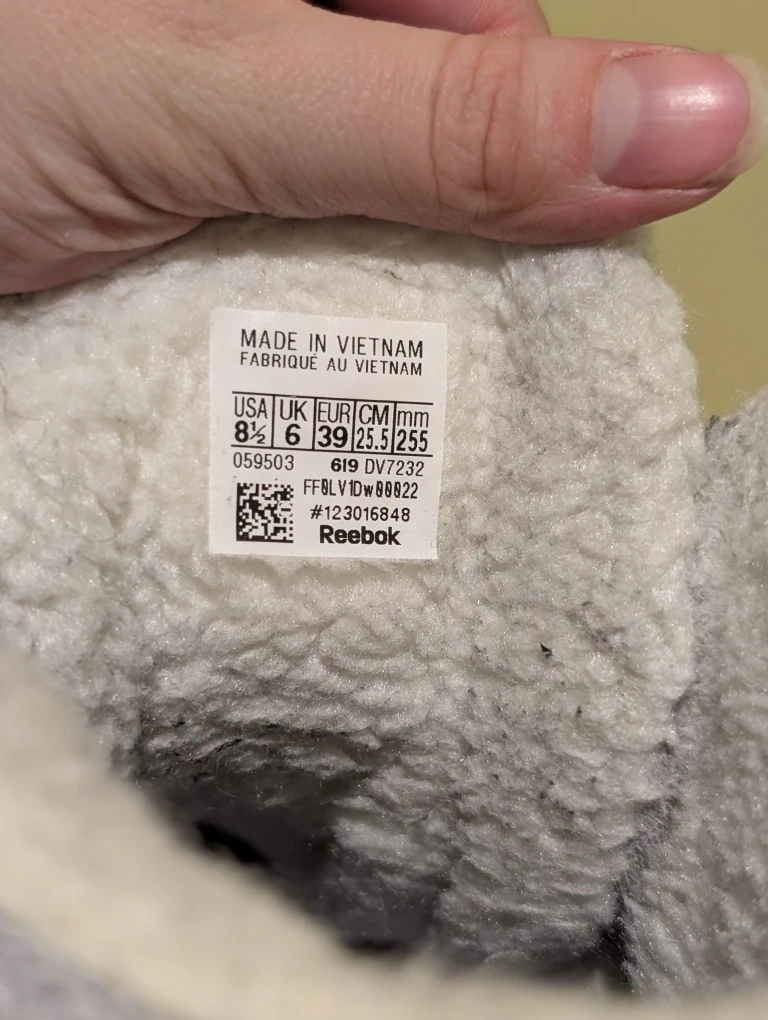 MADE IN VIETNAM
FABRIQUÉ AU VIETNAM
USA UK EUR CM mm
8½ 6 39 25.5 255
059503 619 DV7232
FF0LV1Dw00022
#123016848
Reebok